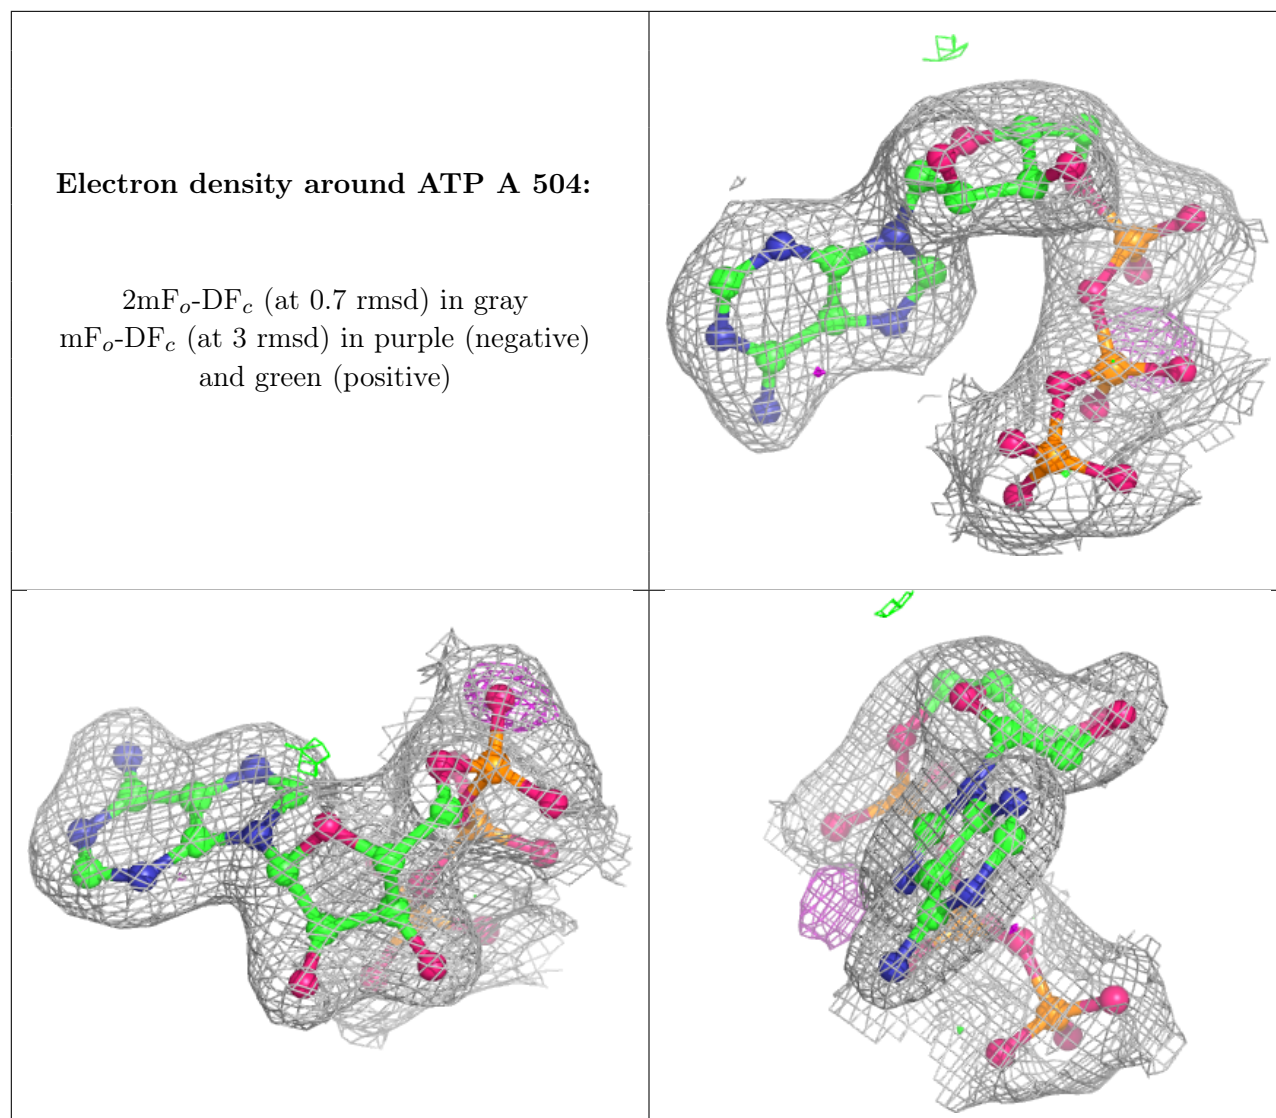 Electron density around ATP A 504:
2mFo-DFc (at 0.7 rmsd) in gray
mFo-DFc (at 3 rmsd) in purple (negative)
and green (positive)